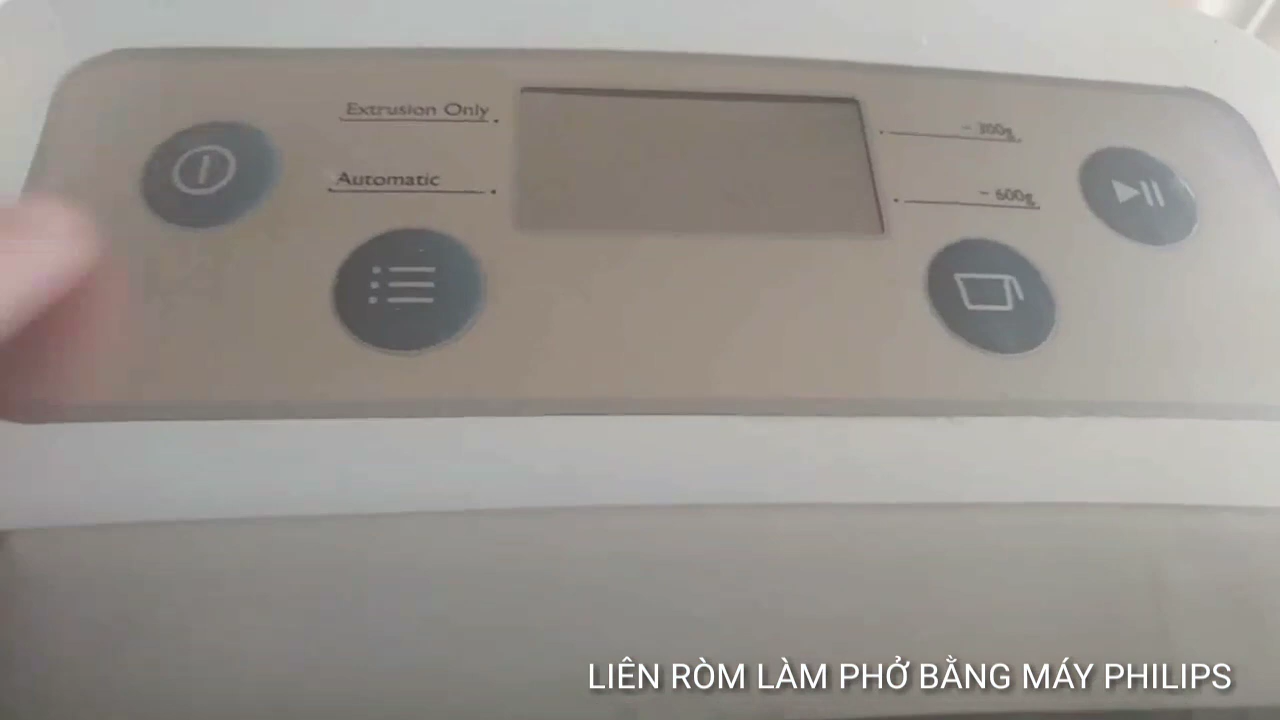 Extrusion Only
- 300g
Automatic
- 600g
LIÊN RÒM LÀM PHỞ BẰNG MÁY PHILIPS